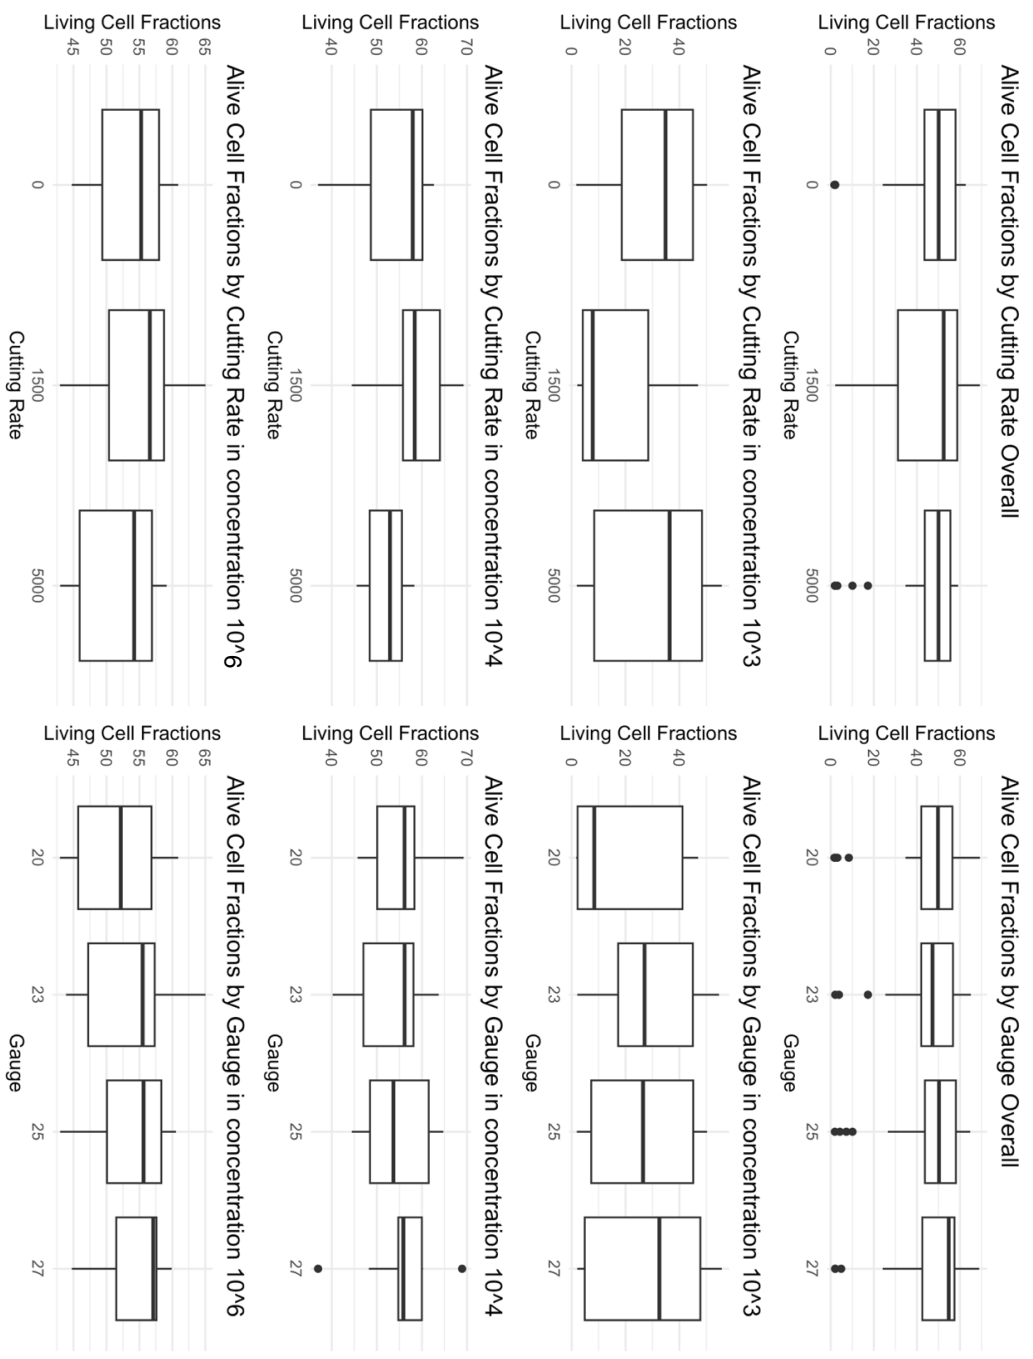 Alive Cell Fractions by Cutting Rate Overall
Living Cell Fractions
60
40
20
0
0
1500
5000
Cutting Rate
Alive Cell Fractions by Gauge Overall
Living Cell Fractions
60
40
20
0
20
23
25
27
Gauge
Alive Cell Fractions by Cutting Rate in concentration 10^3
Living Cell Fractions
40
20
0
0
1500
5000
Cutting Rate
Alive Cell Fractions by Gauge in concentration 10^3
Living Cell Fractions
40
20
0
20
23
25
27
Gauge
Alive Cell Fractions by Cutting Rate in concentration 10^4
Living Cell Fractions
70
60
50
40
0
1500
5000
Cutting Rate
Alive Cell Fractions by Gauge in concentration 10^4
Living Cell Fractions
70
60
50
40
20
23
25
27
Gauge
Alive Cell Fractions by Cutting Rate in concentration 10^6
Living Cell Fractions
65
60
55
50
45
0
1500
5000
Cutting Rate
Alive Cell Fractions by Gauge in concentration 10^6
Living Cell Fractions
65
60
55
50
45
20
23
25
27
Gauge